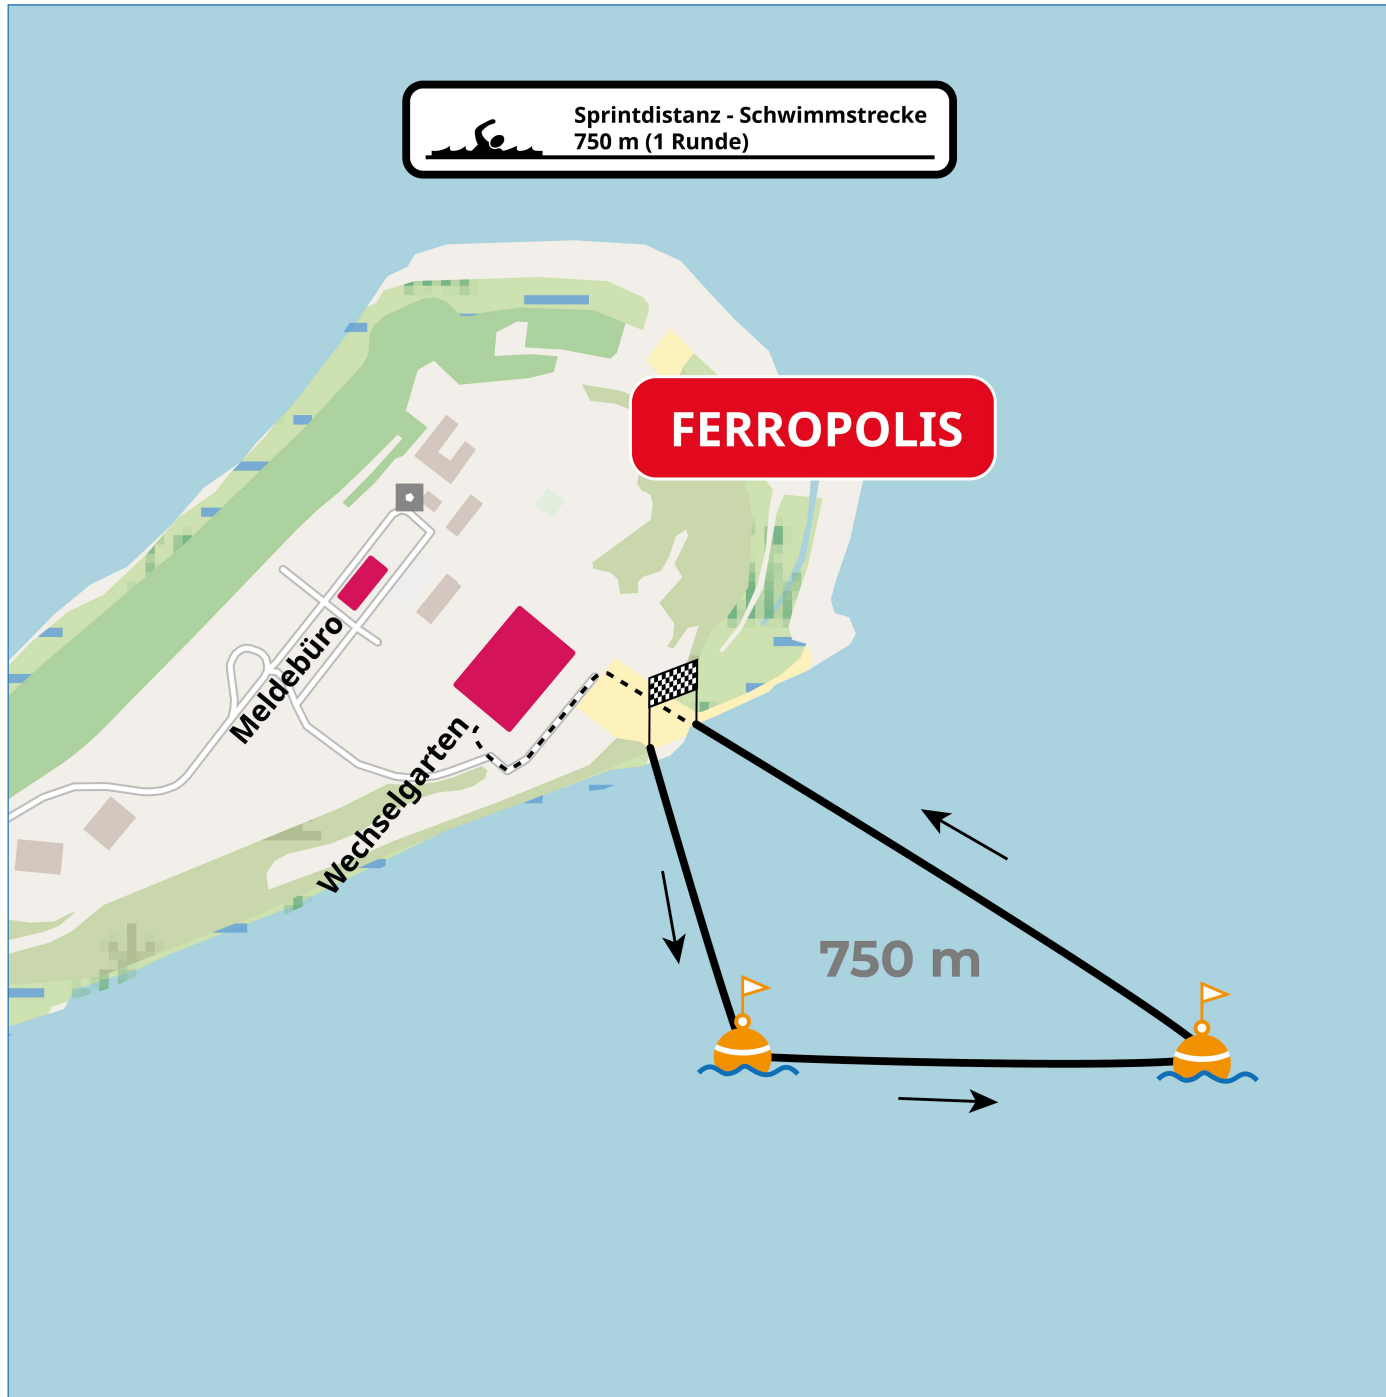 Sprintdistanz - Schwimmstrecke
750 m (1 Runde)
FERROPOLIS
Meldebüro
Wechselgarten
750 m